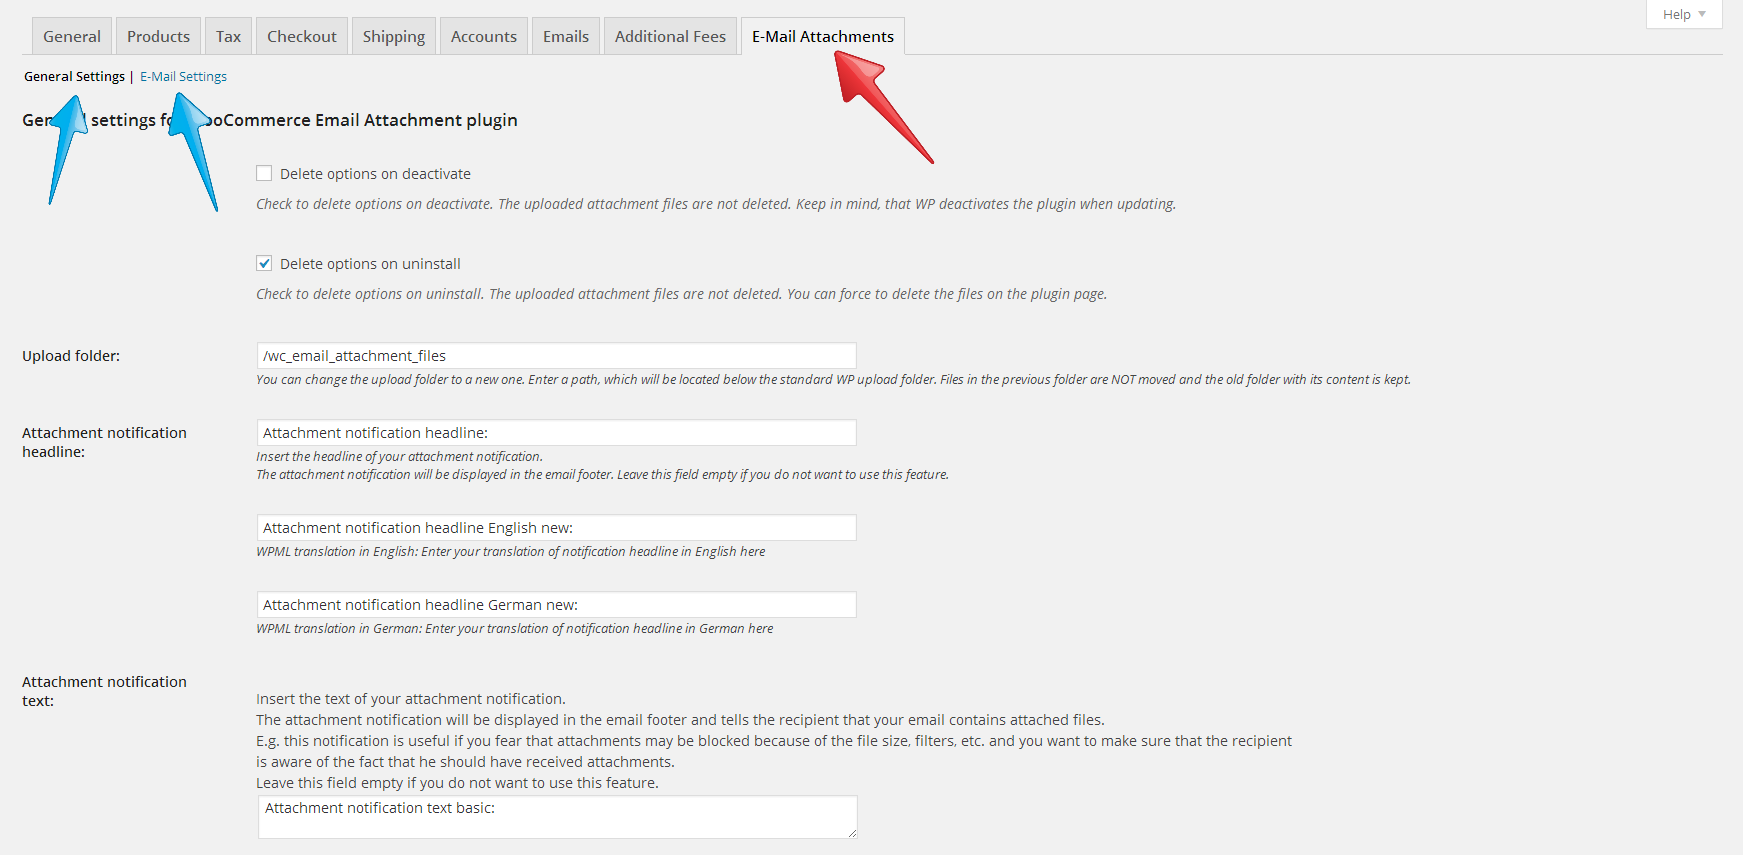 Help
General Products Tax Checkout Shipping Accounts Emails Additional Fees E-Mail Attachments
General Settings | E-Mail Settings
settings ooCommerce Email Attachment plugin
Delete options on deactivate
Check to delete options on deactivate. The uploaded attachment files are not deleted. Keep in mind, that WP deactivates the plugin when updating.
Delete options on uninstall
Check to delete options on uninstall. The uploaded attachment files are not deleted. You can force to delete the files on the plugin page.
Upload folder:
/wc_email_attachment_files
You can change the upload folder to a new one. Enter a path, which will be located below the standard WP upload folder. Files in the previous folder are NOT moved and the old folder with its content is kept.
Attachment notification
headline:
Attachment notification headline:
Insert the headline of your attachment notification.
The attachment notification will be displayed in the email footer. Leave this field empty if you do not want to use this feature.
Attachment notification headline English new:
WPML translation in English: Enter your translation of notification headline in English here
Attachment notification headline German new:
WPML translation in German: Enter your translation of notification headline in German here
Attachment notification
text:
Insert the text of your attachment notification.
The attachment notification will be displayed in the email footer and tells the recipient that your email contains attached files.
E.g. this notification is useful if you fear that attachments may be blocked because of the file size, filters, etc. and you want to make sure that the recipient
is aware of the fact that he should have received attachments.
Leave this field empty if you do not want to use this feature.
Attachment notification text basic: